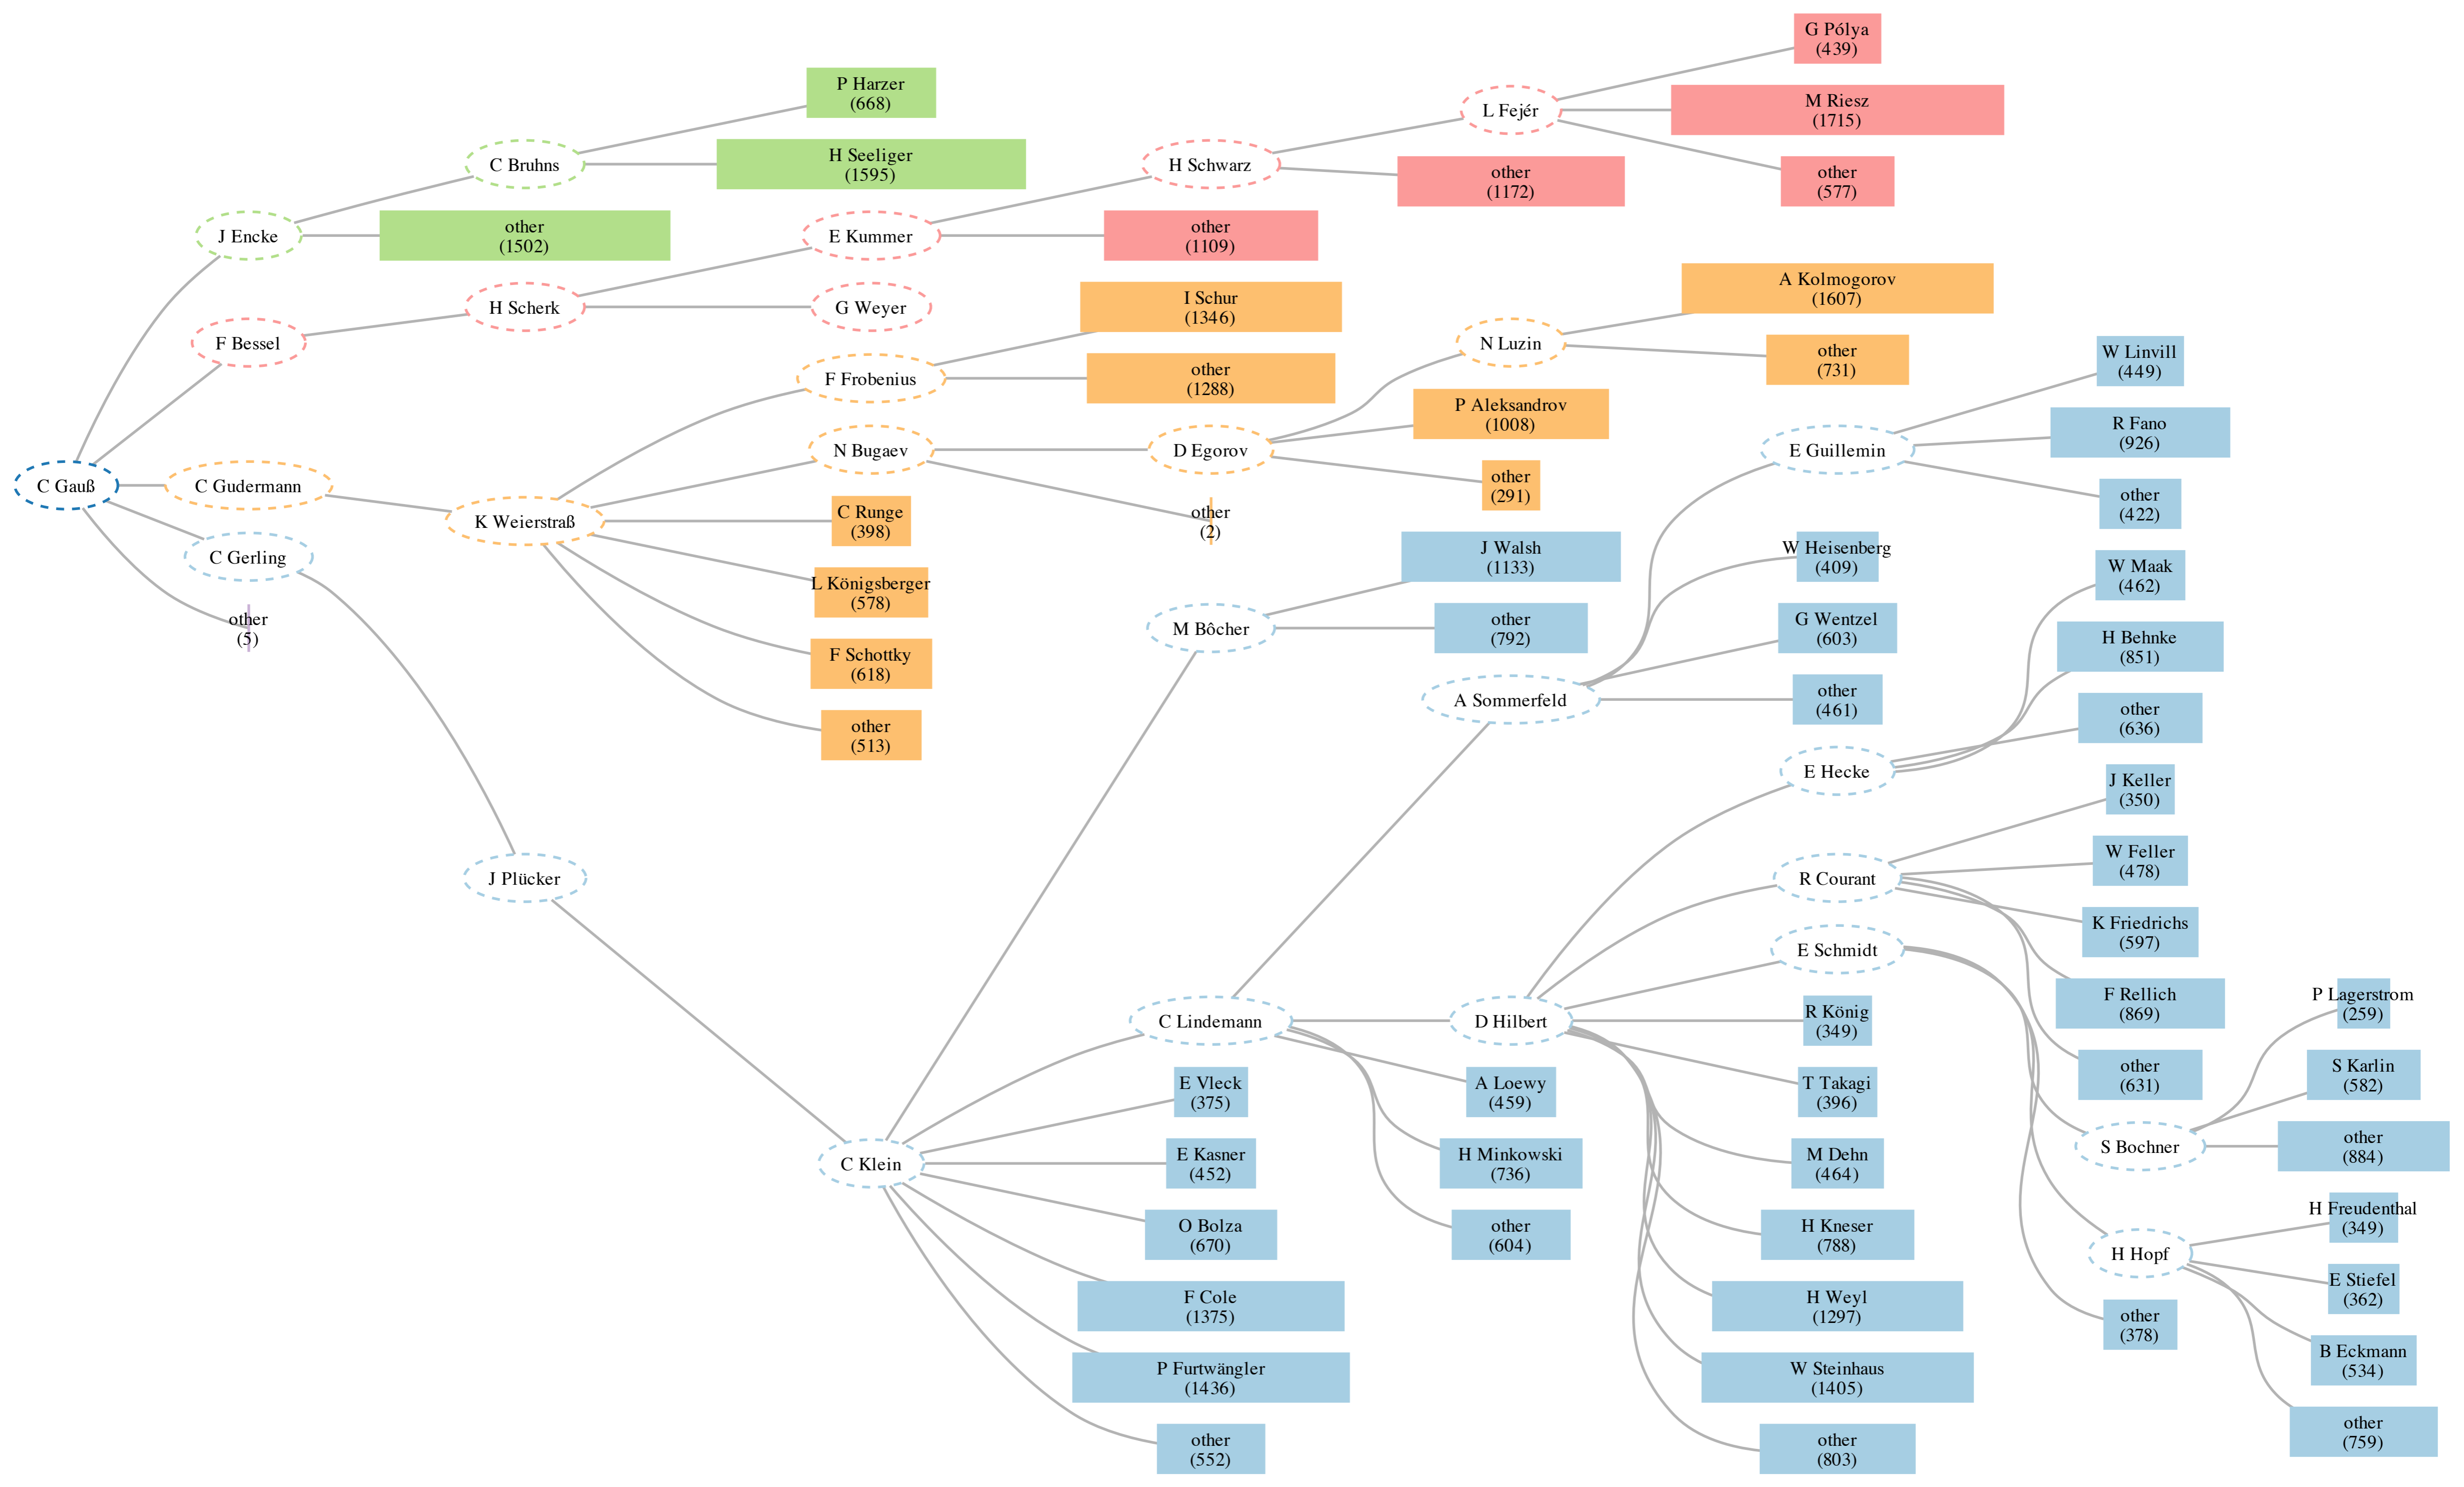 C Gauß
J Encke
F Bessel
C Gudermann
C Gerling
other
(5)
C Bruhns
other
(1502)
H Scherk
K Weierstraß
J Plücker
P Harzer
(668)
H Seeliger
(1595)
E Kummer
G Weyer
F Frobenius
N Bugaev
C Runge
(398)
L Königsberger
(578)
F Schottky
(618)
other
(513)
C Klein
H Schwarz
other
(1109)
I Schur
(1346)
other
(1288)
D Egorov
other
(2)
M Bôcher
C Lindemann
E Vleck
(375)
E Kasner
(452)
O Bolza
(670)
F Cole
(1375)
P Furtwängler
(1436)
other
(552)
L Fejér
other
(1172)
N Luzin
P Aleksandrov
(1008)
other
(291)
J Walsh
(1133)
other
(792)
A Sommerfeld
D Hilbert
A Loewy
(459)
H Minkowski
(736)
other
(604)
G Pólya
(439)
M Riesz
(1715)
other
(577)
A Kolmogorov
(1607)
other
(731)
E Guillemin
W Heisenberg
(409)
G Wentzel
(603)
other
(461)
E Hecke
R Courant
E Schmidt
R König
(349)
T Takagi
(396)
M Dehn
(464)
H Kneser
(788)
H Weyl
(1297)
W Steinhaus
(1405)
other
(803)
W Linvill
(449)
R Fano
(926)
other
(422)
W Maak
(462)
H Behnke
(851)
other
(636)
J Keller
(350)
W Feller
(478)
K Friedrichs
(597)
F Rellich
(869)
other
(631)
S Bochner
H Hopf
other
(378)
P Lagerstrom
(259)
S Karlin
(582)
other
(884)
H Freudenthal
(349)
E Stiefel
(362)
B Eckmann
(534)
other
(759)